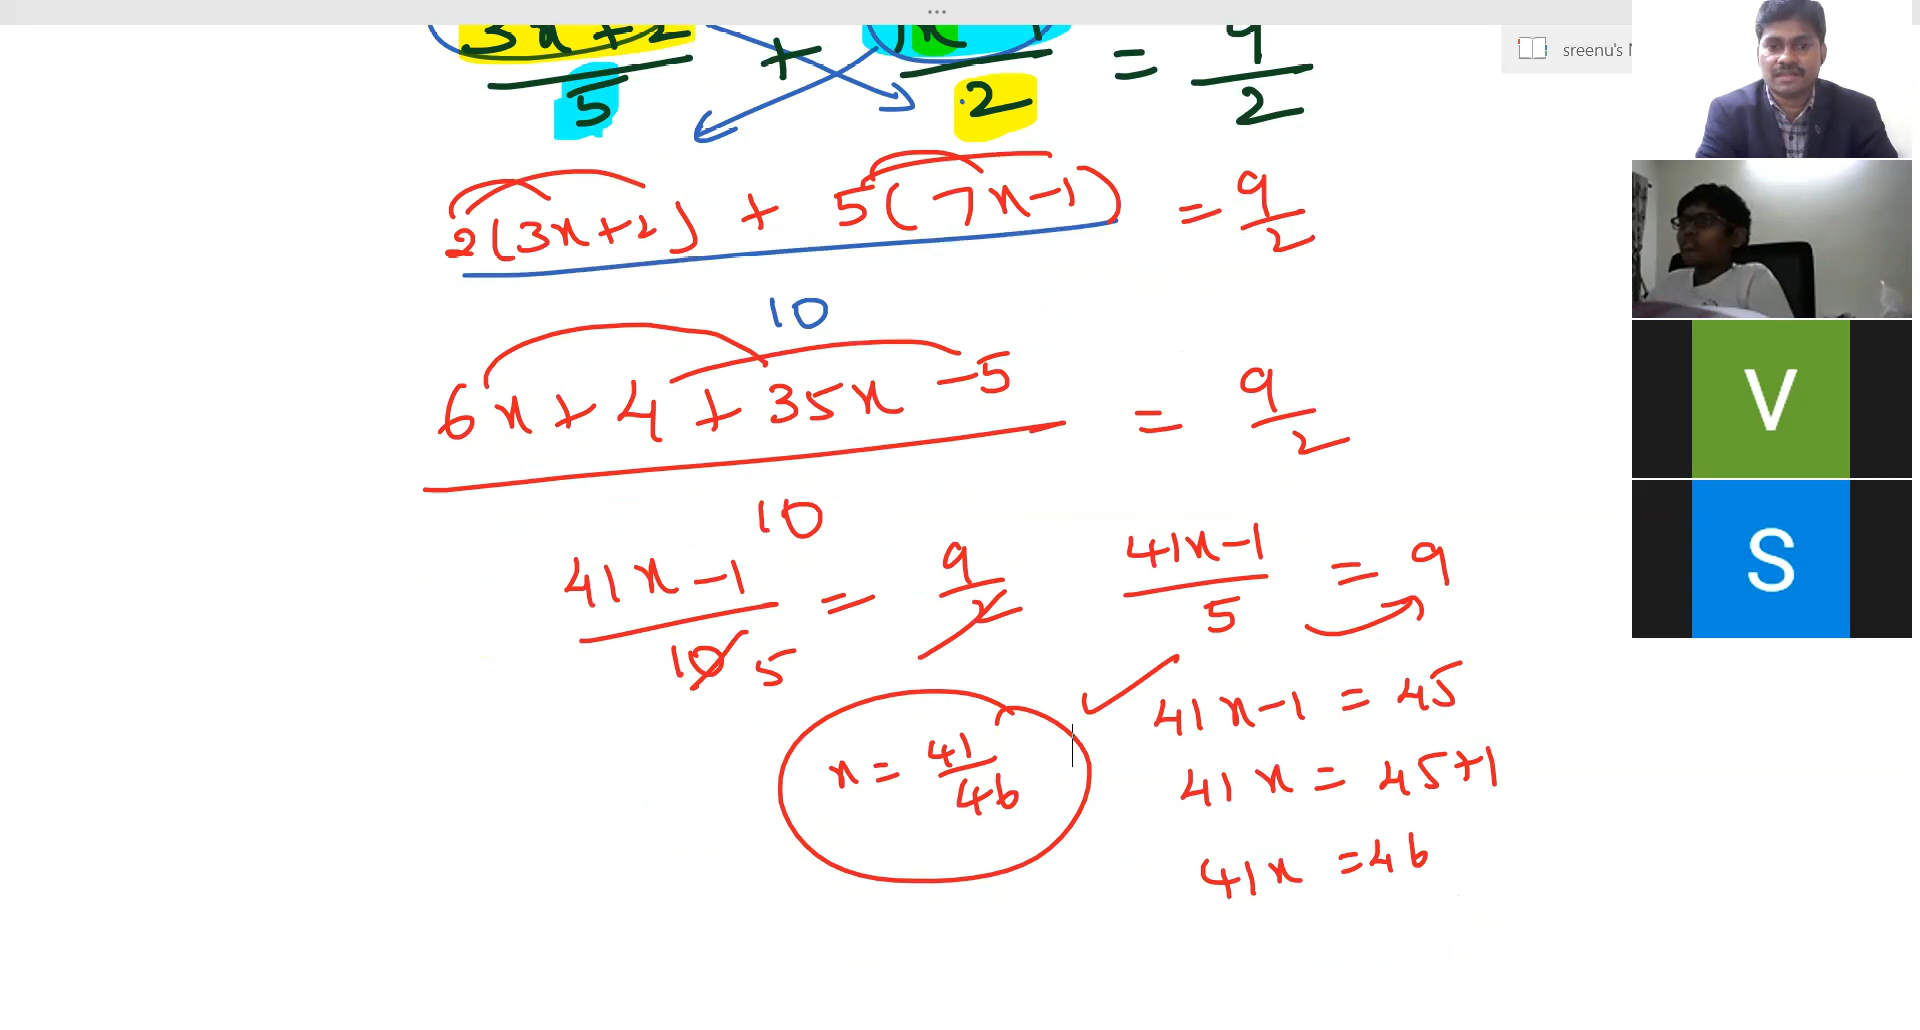 ...
3x+2/5 + 7x-1/2 = 9/2
sreenu's
2(3x+2) + 5(7x-1) / 10 = 9/2
6x + 4 + 35x - 5 / 10 = 9/2
41x-1/10 5 = 9/2
41x-1/5 = 9
41x-1 = 45
41x = 45+1
41x = 46
x = 41/46
V
S